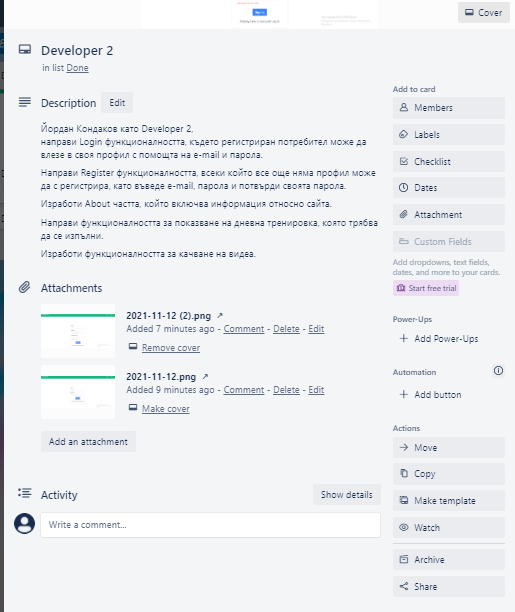 Cover
Developer 2
in list Done
Description Edit
Йордан Кондаков като Developer 2,
направи Login функционалността, където регистриран потребител може да
влезе в своя профил с помощта на e-mail и парола.
Направи Register функционалността, всеки който все още няма профил може
да с регистрира, като въведе e-mail, парола и потвърди своята парола.
Изработи About частта, който включва информация относно сайта.
Направи функционалността за показване на дневна тренировка, която трябва
да се изпълни.
Изработи функционалността за качване на видеа.
Attachments
2021-11-12 (2).png ↗
Added 7 minutes ago - Comment - Delete - Edit
Remove cover
2021-11-12.png ↗
Added 9 minutes ago - Comment - Delete - Edit
Make cover
Add an attachment
Activity Show details
Write a comment...
Add to card
Members
Labels
Checklist
Dates
Attachment
Custom Fields
Add dropdowns, text fields,
dates, and more to your cards.
Start free trial
Power-Ups
+ Add Power-Ups
Automation
+ Add button
Actions
Move
Copy
Make template
Watch
Archive
Share